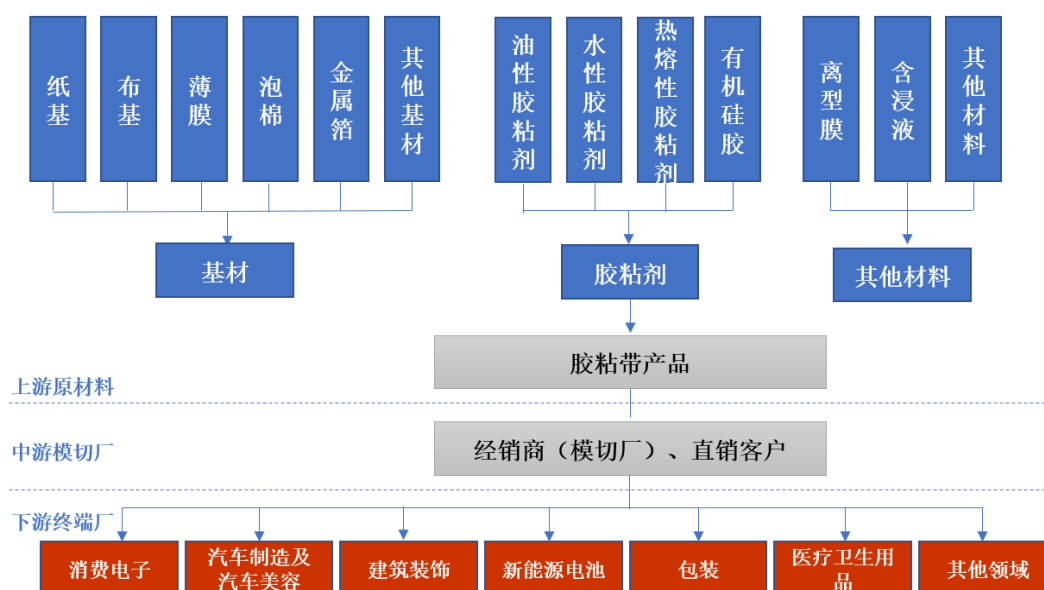 纸基
布基
薄膜
泡棉
金属箔
其他基材
油性胶粘剂
水性胶粘剂
热熔性胶粘剂
有机硅胶
离型膜
含浸液
其他材料
基材
胶粘剂
其他材料
胶粘带产品
上游原材料
中游模切厂
经销商（模切厂）、直销客户
下游终端厂
消费电子
汽车制造及
汽车美容
建筑装饰
新能源电池
包装
医疗卫生用
品
其他领域